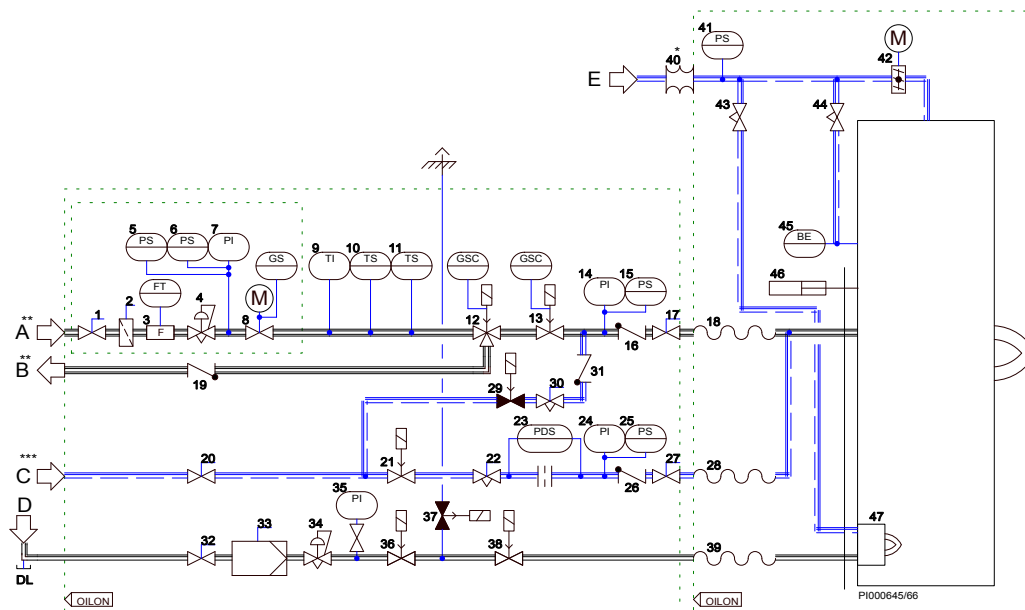 41
PS
M
*
40
42
E
43
44
5
PS
6
PS
7
PI
GS
9
TI
10
TS
11
TS
GSC
GSC
45
BE
14
PI
15
PS
46
FT
2
4
M
**
A
1
3
F
8
12
13
16
17
18
**
B
19
31
29
30
23
PDS
24
PI
25
PS
***
C
20
21
22
26
27
28
D
35
PI
37
47
33
34
32
36
38
39
DL
OILON
OILON
PI000645/66